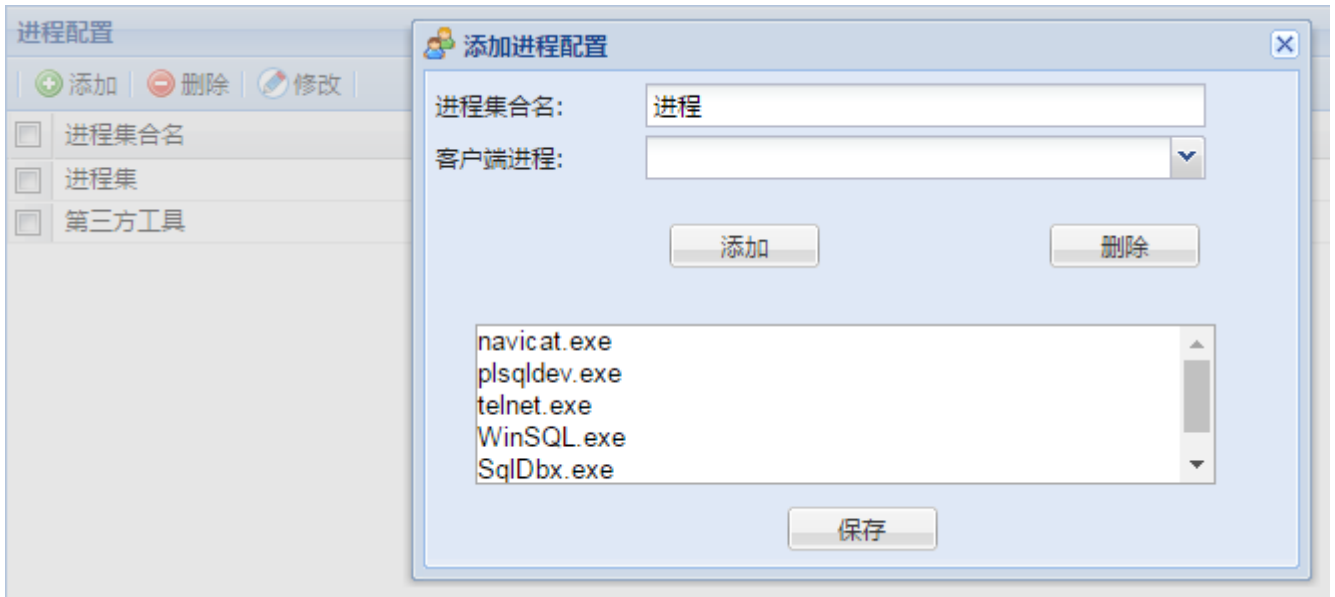 进程配置
添加 删除 修改
进程集合名
进程集
第三方工具
添加进程配置
进程集合名: 进程
客户端进程:
添加 删除
navicat.exe
plsqldev.exe
telnet.exe
WinSQL.exe
SqlDbx.exe
保存